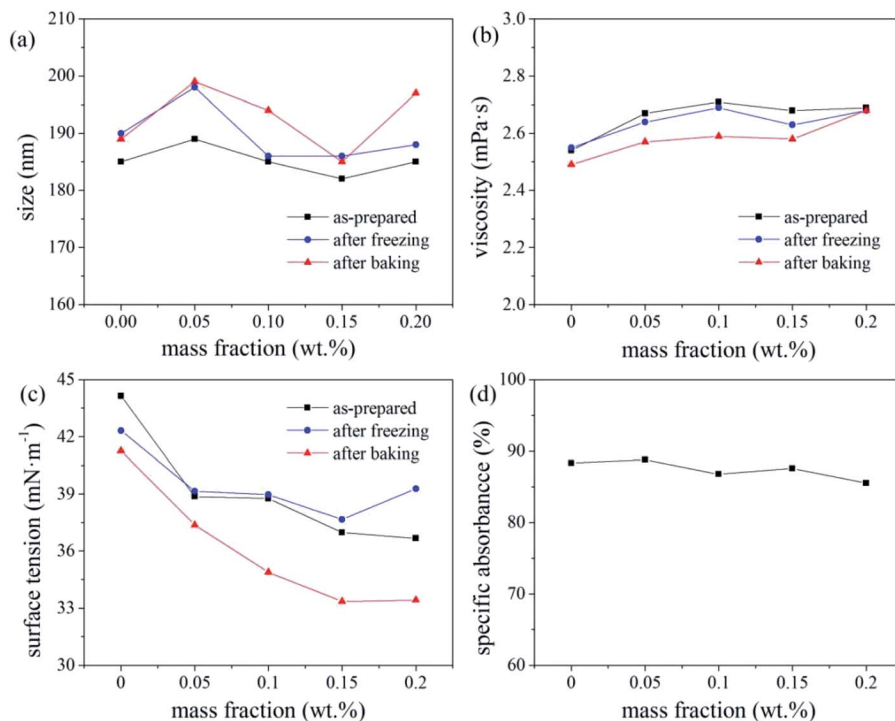 (a)
210
200
190
180
170
160
size (nm)
as-prepared
after freezing
after baking
0.00 0.05 0.10 0.15 0.20
mass fraction (wt.%)
(b)
3.6
3.2
2.8
2.4
2.0
viscosity (mPa·s)
as-prepared
after freezing
after baking
0 0.05 0.1 0.15 0.2
mass fraction (wt.%)
(c)
45
42
39
36
33
30
surface tension (mN·m⁻¹)
as-prepared
after freezing
after baking
0 0.05 0.1 0.15 0.2
mass fraction (wt.%)
(d)
100
90
80
70
60
specific absorbancce (%)
0 0.05 0.1 0.15 0.2
mass fraction (wt.%)